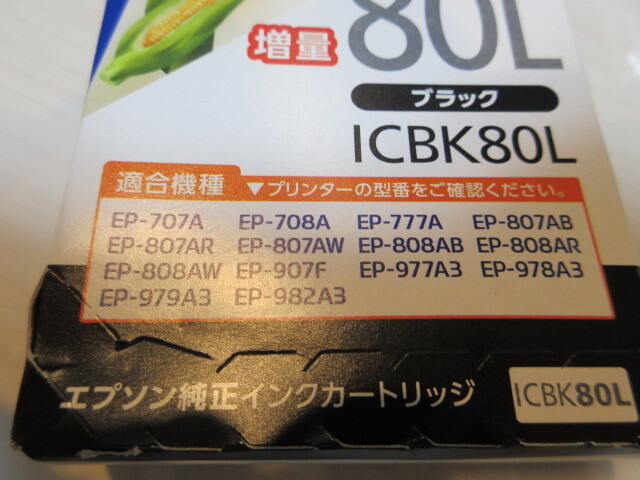 増量 80L
ブラック
ICBK80L
適合機種 ▼プリンターの型番をご確認ください。
EP-707A EP-708A EP-777A EP-807AB
EP-807AR EP-807AW EP-808AB EP-808AR
EP-808AW EP-907F EP-977A3 EP-978A3
EP-979A3 EP-982A3
エプソン純正インクカートリッジ ICBK80L